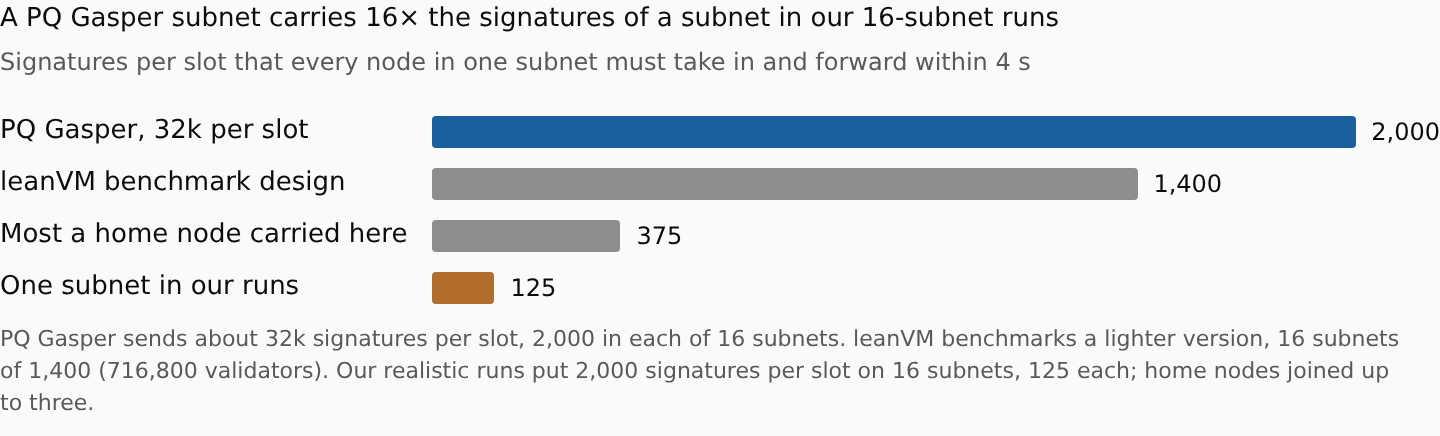 A PQ Gasper subnet carries 16× the signatures of a subnet in our 16-subnet runs
Signatures per slot that every node in one subnet must take in and forward within 4 s
PQ Gasper, 32k per slot 2,000
leanVM benchmark design 1,400
Most a home node carried here 375
One subnet in our runs 125
PQ Gasper sends about 32k signatures per slot, 2,000 in each of 16 subnets. leanVM benchmarks a lighter version, 16 subnets
of 1,400 (716,800 validators). Our realistic runs put 2,000 signatures per slot on 16 subnets, 125 each; home nodes joined up
to three.